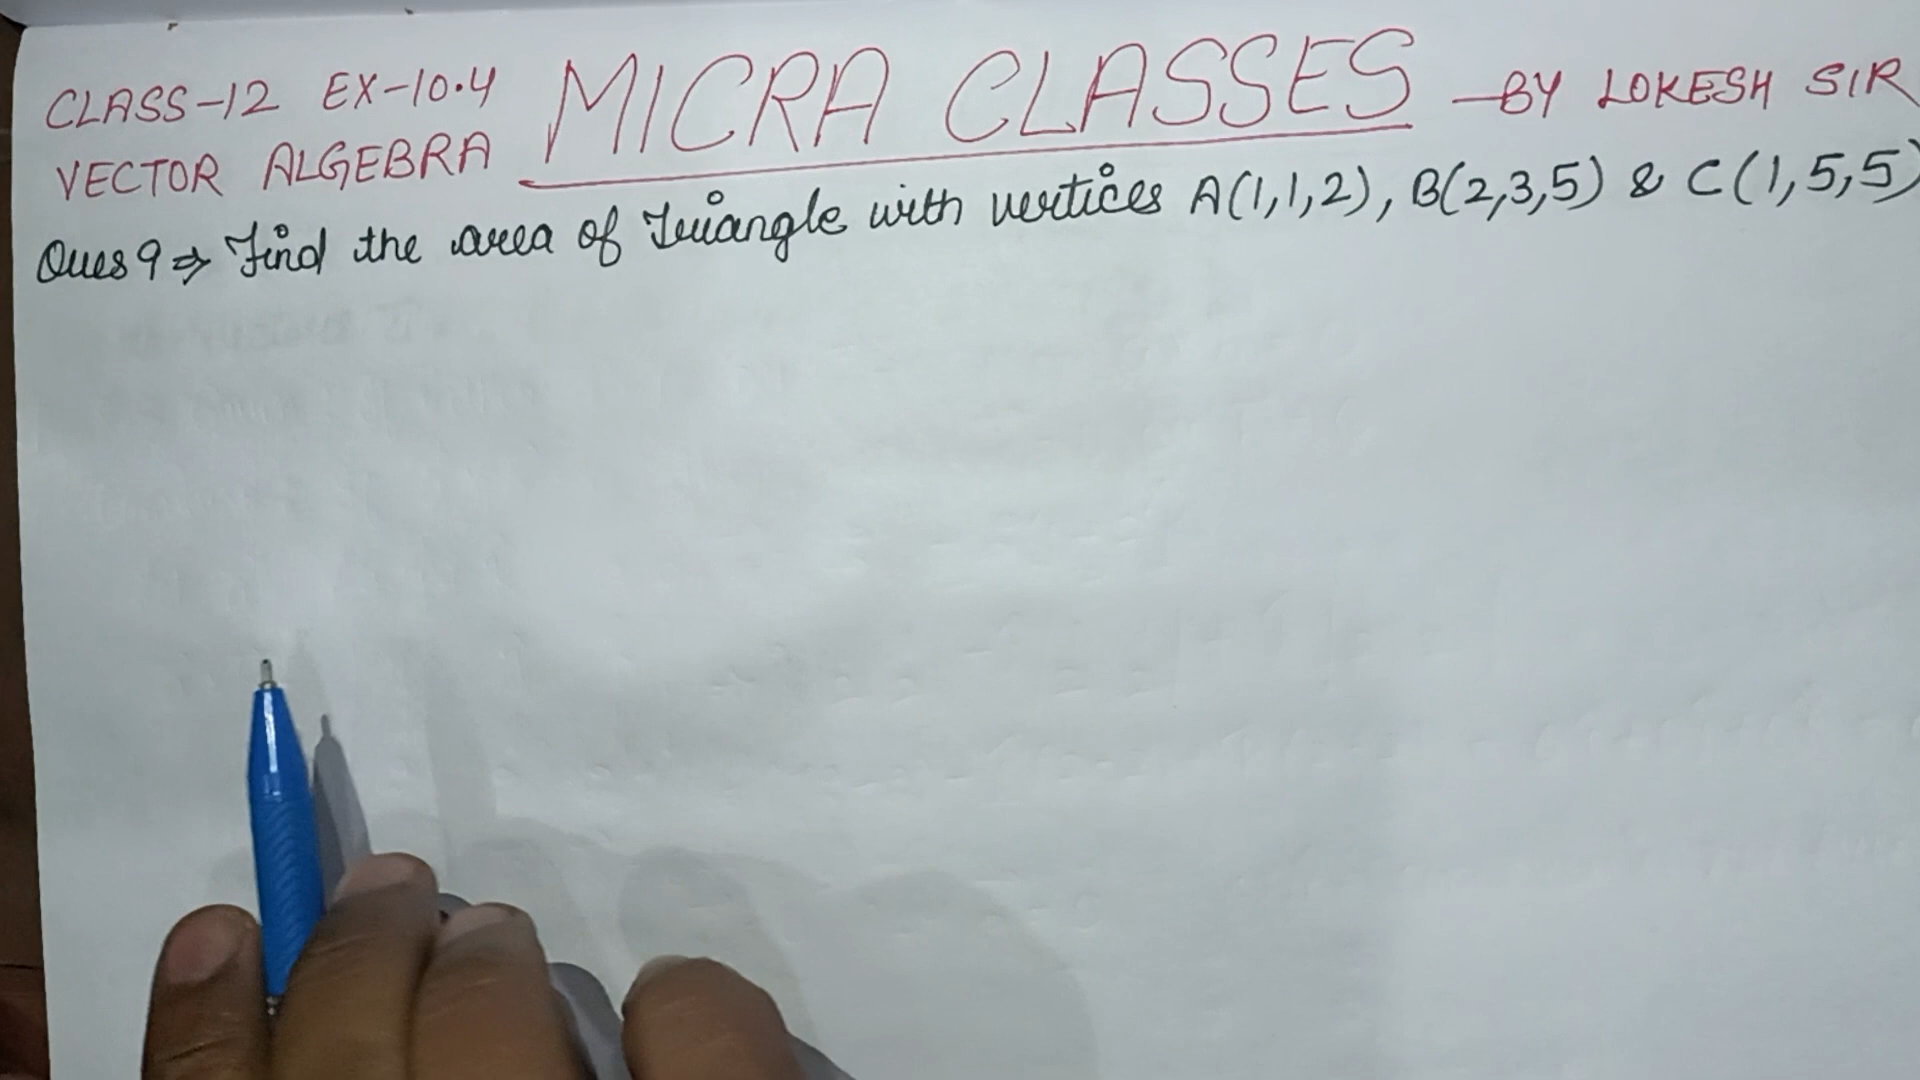 CLASS-12 EX-10.4 MICRA CLASSES -BY LOKESH SIR
VECTOR ALGEBRA
Ques 9 ⇒ Find the area of Triangle with vertices A(1,1,2), B(2,3,5) & C(1,5,5)